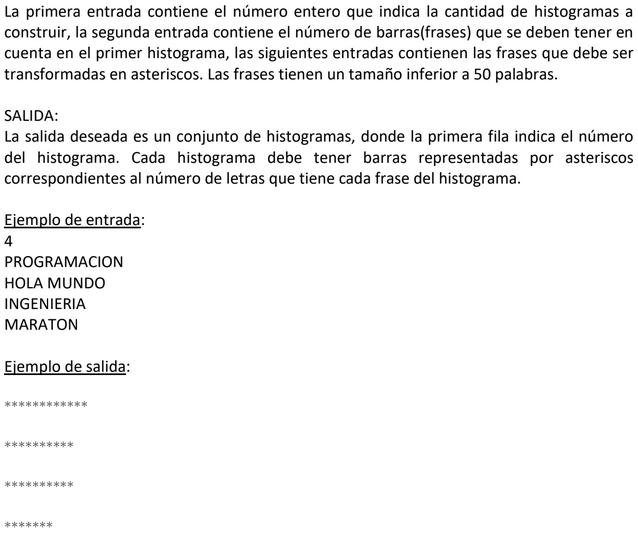 La primera entrada contiene el número entero que indica la cantidad de histogramas a
construir, la segunda entrada contiene el número de barras(frases) que se deben tener en
cuenta en el primer histograma, las siguientes entradas contienen las frases que debe ser
transformadas en asteriscos. Las frases tienen un tamaño inferior a 50 palabras.
SALIDA:
La salida deseada es un conjunto de histogramas, donde la primera fila indica el número
del histograma. Cada histograma debe tener barras representadas por asteriscos
correspondientes al número de letras que tiene cada frase del histograma.
Ejemplo de entrada:
4
PROGRAMACION
HOLA MUNDO
INGENIERIA
MARATON
Ejemplo de salida:
************
**********
**********
*******